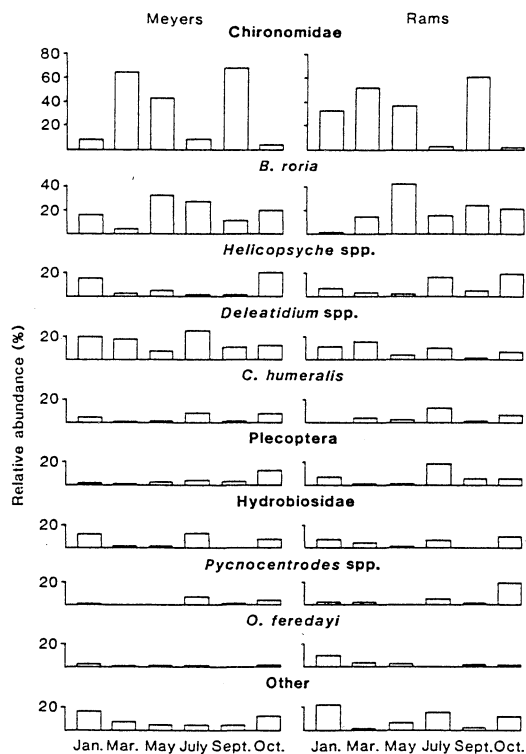 Meyers Rams
Chironomidae
80
60
40
20
B. roria
40
20
Helicopsyche spp.
20
Deleatidium spp.
20
C. humeralis
20
Plecoptera
20
Hydrobiosidae
20
Pycnocentrodes spp.
20
O. feredayi
20
Other
20
Jan. Mar. May July Sept. Oct. Jan. Mar. May July Sept. Oct.
Relative abundance (%)